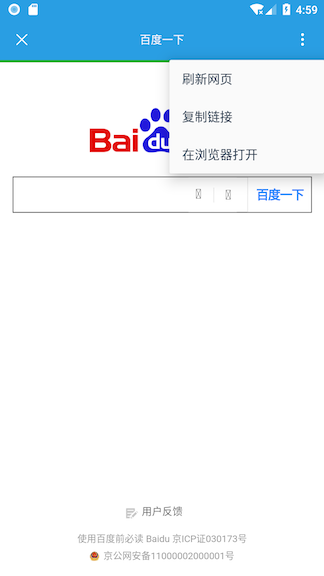 4:59
百度一下
刷新网页
复制链接
在浏览器打开
Bai du
百度一下
用户反馈
使用百度前必读 Baidu 京ICP证030173号
京公网安备11000002000001号